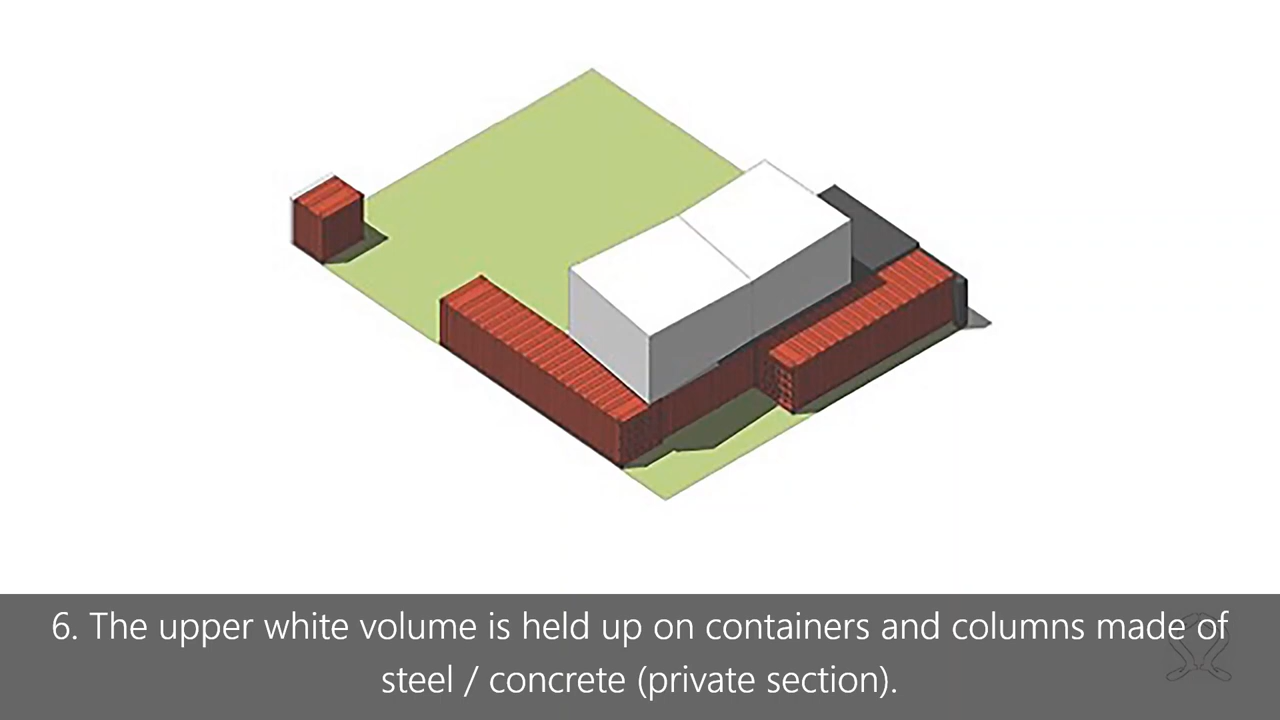 6. The upper white volume is held up on containers and columns made of
steel / concrete (private section).